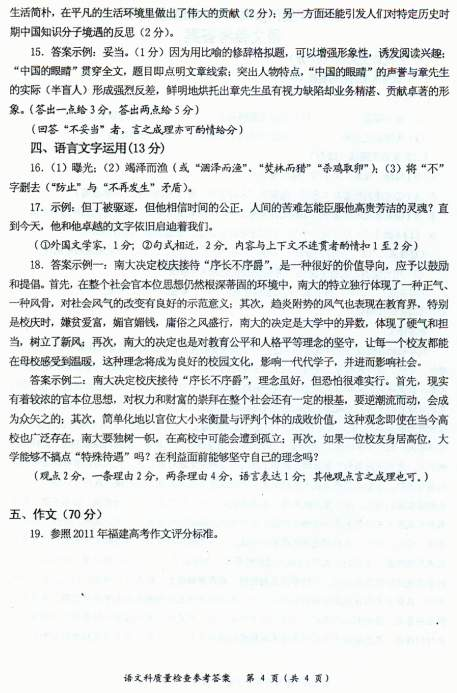 生活简朴，在平凡的生活环境里做出了伟大的贡献（2 分）；另一方面还能引发人们对特定历史时
期中国知识分子境遇的反思（2 分）。
15．答案示例：妥当。（1 分）因为用比喻的修辞格拟题，可以增强形象性，诱发阅读兴趣；
“中国的眼睛”贯穿全文，题目即点明文章线索；突出人物特点，“中国的眼睛”的声誉与章先生
的实际（半盲人）形成强烈反差，鲜明地烘托出章先生虽有视力缺陷却业务精湛、贡献卓著的形
象。（答出一点给 3 分，答出两点给 5 分）
（回答“不妥当”者，言之成理亦可酌情给分）
四、语言文字运用(13 分)
16．（1）曝光；（2）竭泽而渔（或“涸泽而渔”、“焚林而猎”“杀鸡取卵”）；（3）将“不”
字删去（“防止”与“不再发生”矛盾）。
17．示例：但丁被驱逐，但他相信时间的公正，人间的苦难怎能臣服他高贵芳洁的灵魂？直
到今天，他和他卓越的文字依旧启迪着我们。
（①外国文学家，1 分；②句式相近，2 分，内容与上下文不连贯者酌情扣 1 至 2 分）
18．答案示例一：南大决定校庆接待“序长不序爵”，是一种很好的价值导向，应予以鼓励
和提倡。首先，在整个社会官本位思想仍然根深蒂固的环境中，南大的特立独行体现了一种正气、
一种风骨，对社会风气的改变有良好的示范意义；其次，趋炎附势的风气也表现在教育界，特别
是校庆时，嫌贫爱富，媚官媚钱，庸俗之风盛行，南大的决定是大学中的异数，体现了硬气和担
当，树立了新风；再次，南大的决定也是对教育公平和人格平等理念的坚守，让每一个校友都能
在母校感受到温暖，这种理念将成为良好的校园文化，影响一代代学子，并进而影响社会。
答案示例二：南大决定校庆接待“序长不序爵”，理念虽好，但恐怕很难实行。首先，现实
有着较浓的官本位思想，对权力和财富的崇拜在整个社会还有一定的根基，要逆潮流而动，会成
为众矢之的；其次，简单化地以官位大小来衡量与评判个体的成败价值，这种观念即使在当今高
校也广泛存在，南大要独树一帜，在高校中可能会遭到孤立；再次，如果一位校友身居高位，大
学能够不搞点“特殊待遇”吗？在利益面前能够坚守自己的理念吗？
（观点 2 分，一条理由 2 分，两条理由 4 分，语言表达 1 分；其他观点言之成理也可。）
五、作文（70 分）
19．参照 2011 年福建高考作文评分标准。
语文科质量检查参考答案 第 4 页（共 4 页）